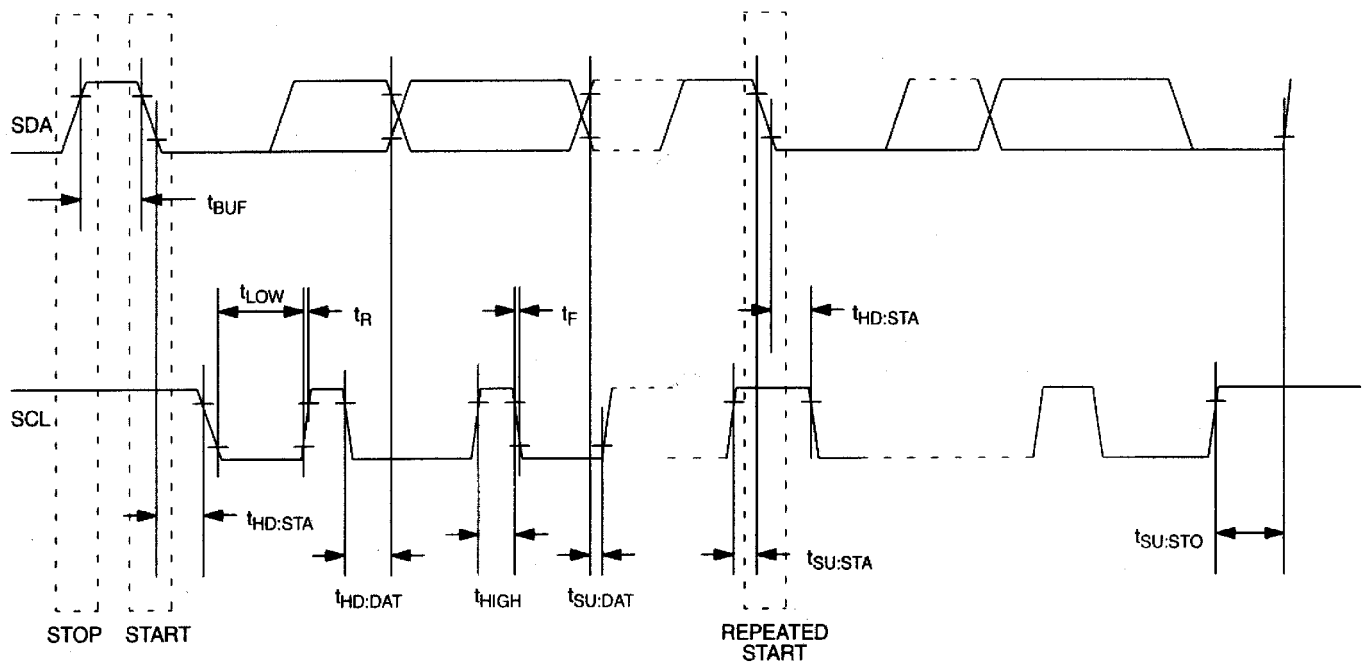 SDA
tBUF
tLOW
tR
tF
tHD:STA
SCL
tHD:STA
tSU:STA
tSU:STO
tHD:DAT
tHIGH
tSU:DAT
STOP
START
REPEATED
START